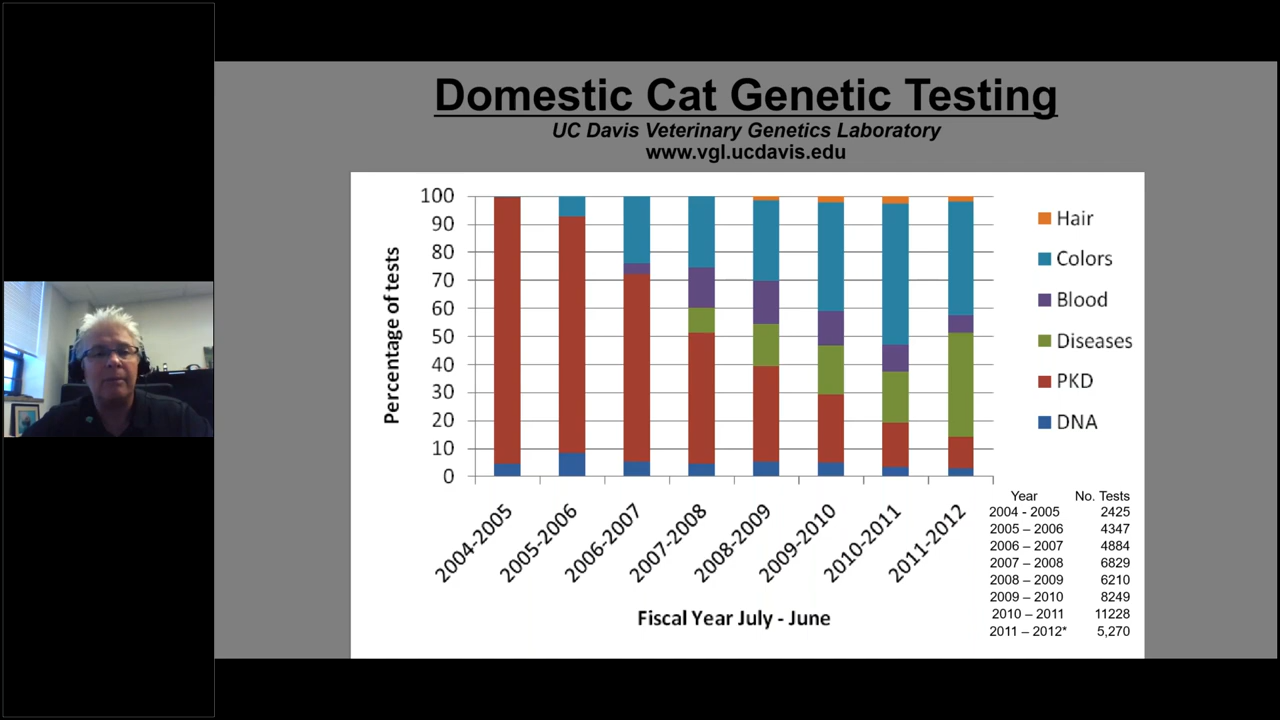 Domestic Cat Genetic Testing
UC Davis Veterinary Genetics Laboratory
www.vgl.ucdavis.edu
Percentage of tests
100
90
80
70
60
50
40
30
20
10
0
2004-2005
2005-2006
2006-2007
2007-2008
2008-2009
2009-2010
2010-2011
2011-2012
Fiscal Year July - June
Hair
Colors
Blood
Diseases
PKD
DNA
Year No. Tests
2004 - 2005 2425
2005 – 2006 4347
2006 – 2007 4884
2007 – 2008 6829
2008 – 2009 6210
2009 – 2010 8249
2010 – 2011 11228
2011 – 2012* 5,270